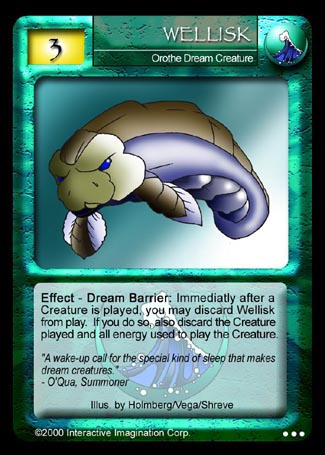 3
WELLISK
Orothe Dream Creature
Effect - Dream Barrier: Immediatly after a
Creature is played, you may discard Wellisk
from play. If you do so, also discard the Creature
played and all energy used to play the Creature.
"A wake-up call for the special kind of sleep that makes
dream creatures."
- O'Qua, Summoner
Illus. by Holmberg/Vega/Shreve
©2000 Interactive Imagination Corp.